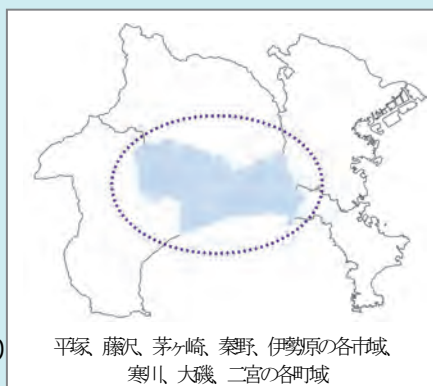 平塚、藤沢、茅ヶ崎、秦野、伊勢原の各市域、
寒川、大磯、二宮の各町域
)